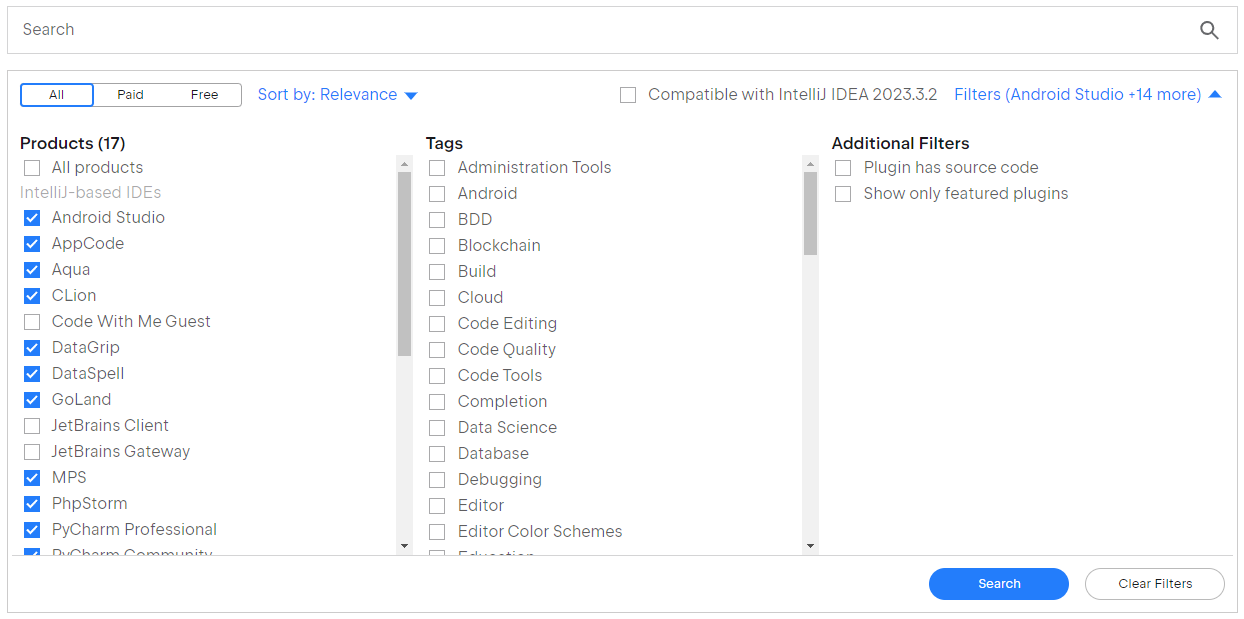 Search
All Paid Free Sort by: Relevance Compatible with IntelliJ IDEA 2023.3.2 Filters (Android Studio +14 more)
Products (17)
All products
IntelliJ-based IDEs
Android Studio
AppCode
Aqua
CLion
Code With Me Guest
DataGrip
DataSpell
GoLand
JetBrains Client
JetBrains Gateway
MPS
PhpStorm
PyCharm Professional
PyCharm Community
Tags
Administration Tools
Android
BDD
Blockchain
Build
Cloud
Code Editing
Code Quality
Code Tools
Completion
Data Science
Database
Debugging
Editor
Editor Color Schemes
Education
Additional Filters
Plugin has source code
Show only featured plugins
Search Clear Filters